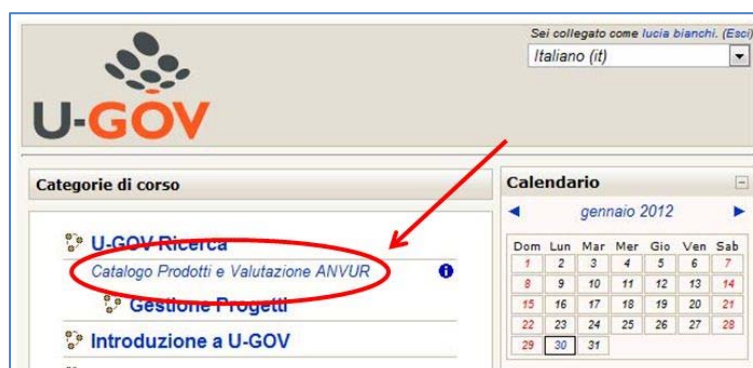 Sei collegato come lucia bianchi. (Esci)
Italiano (it)
U-GOV
Categorie di corso
U-GOV Ricerca
Catalogo Prodotti e Valutazione ANVUR
Gestione Progetti
Introduzione a U-GOV
Calendario
gennaio 2012
Dom Lun Mar Mer Gio Ven Sab
1 2 3 4 5 6 7
8 9 10 11 12 13 14
15 16 17 18 19 20 21
22 23 24 25 26 27 28
29 30 31